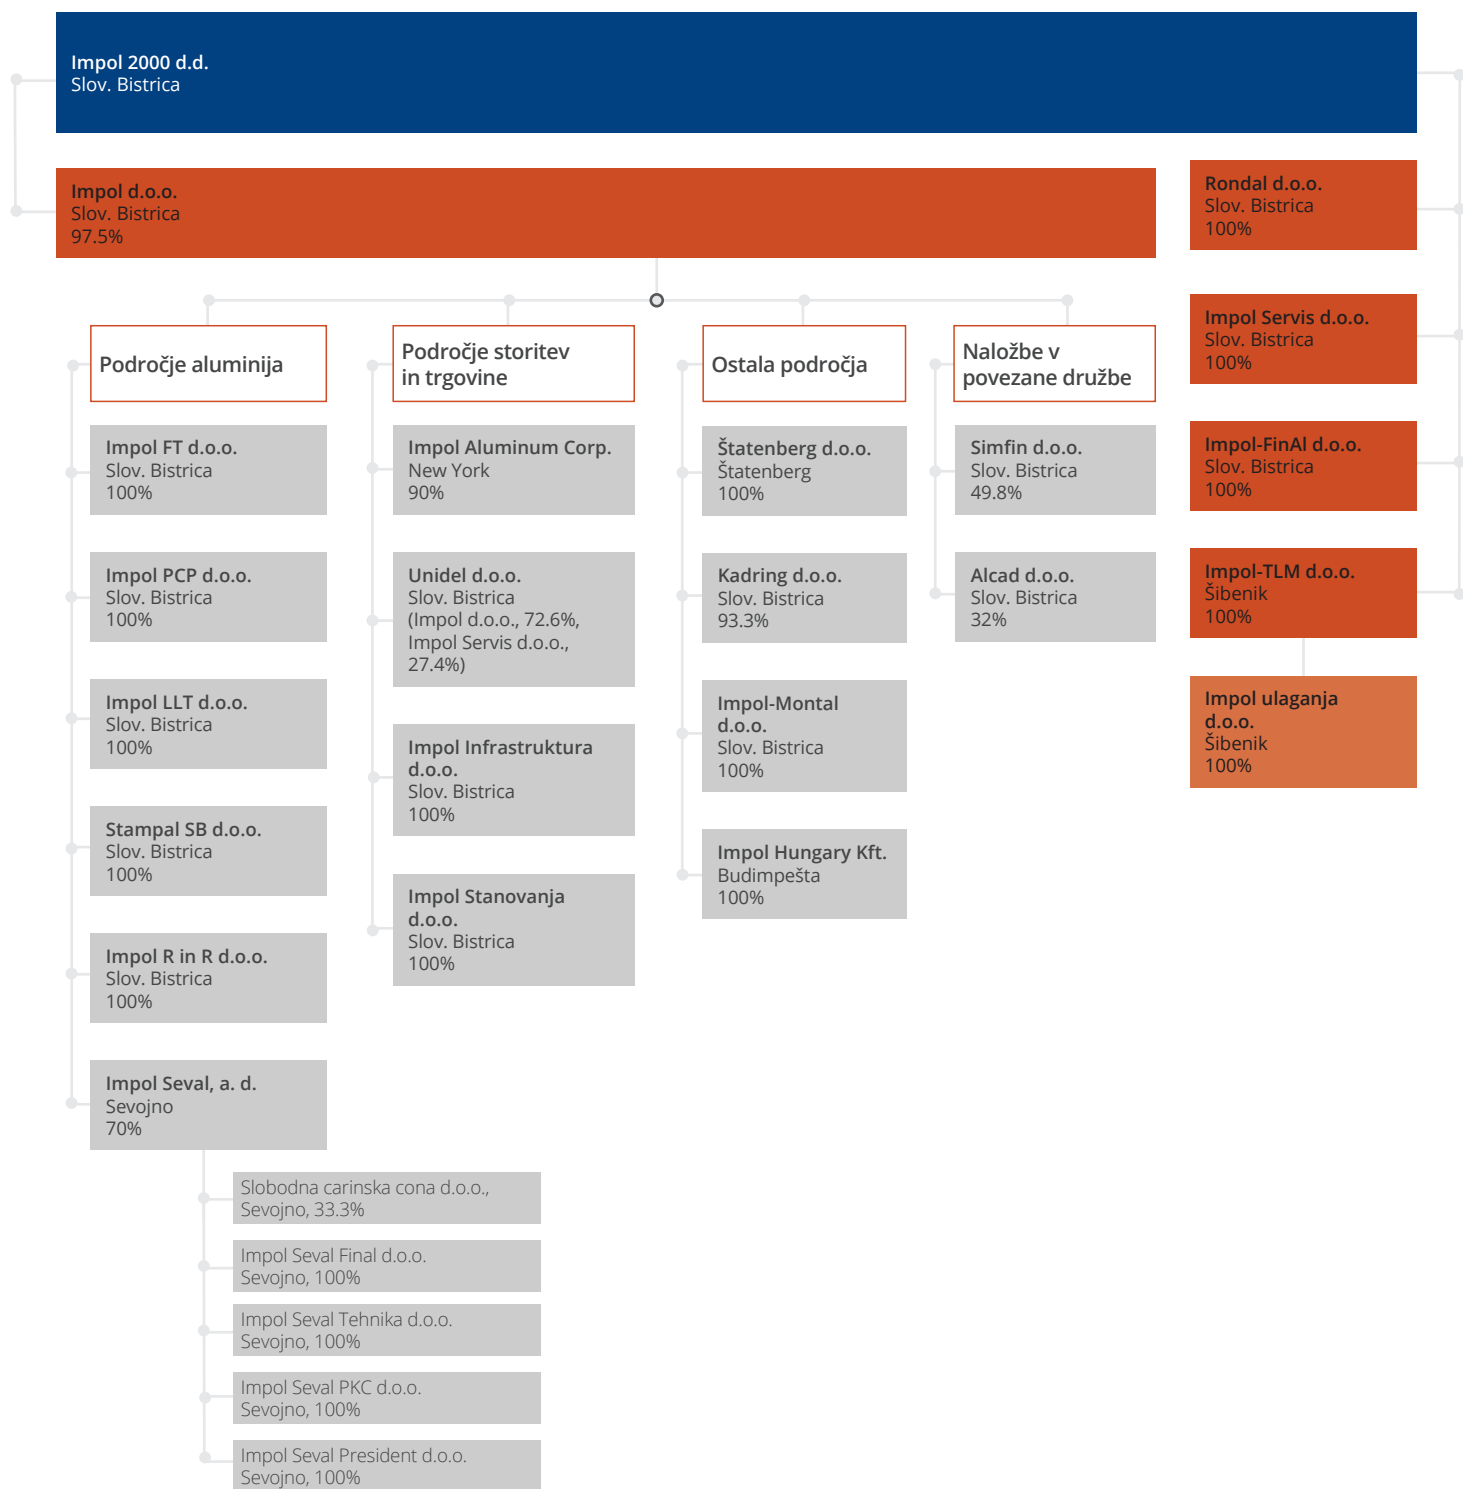 Impol 2000 d.d.
Slov. Bistrica
Impol d.o.o.
Slov. Bistrica
97.5%
Rondal d.o.o.
Slov. Bistrica
100%
Impol Servis d.o.o.
Slov. Bistrica
100%
Impol-FinAl d.o.o.
Slov. Bistrica
100%
Impol-TLM d.o.o.
Šibenik
100%
Impol ulaganja
d.o.o.
Šibenik
100%
Področje aluminija
Impol FT d.o.o.
Slov. Bistrica
100%
Impol PCP d.o.o.
Slov. Bistrica
100%
Impol LLT d.o.o.
Slov. Bistrica
100%
Stampal SB d.o.o.
Slov. Bistrica
100%
Impol R in R d.o.o.
Slov. Bistrica
100%
Impol Seval, a. d.
Sevojno
70%
Slobodna carinska cona d.o.o.,
Sevojno, 33.3%
Impol Seval Final d.o.o.
Sevojno, 100%
Impol Seval Tehnika d.o.o.
Sevojno, 100%
Impol Seval PKC d.o.o.
Sevojno, 100%
Impol Seval President d.o.o.
Sevojno, 100%
Področje storitev
in trgovine
Impol Aluminum Corp.
New York
90%
Unidel d.o.o.
Slov. Bistrica
(Impol d.o.o., 72.6%,
Impol Servis d.o.o.,
27.4%)
Impol Infrastruktura
d.o.o.
Slov. Bistrica
100%
Impol Stanovanja
d.o.o.
Slov. Bistrica
100%
Ostala področja
Štatenberg d.o.o.
Štatenberg
100%
Kadring d.o.o.
Slov. Bistrica
93.3%
Impol-Montal
d.o.o.
Slov. Bistrica
100%
Impol Hungary Kft.
Budimpešta
100%
Naložbe v
povezane družbe
Simfin d.o.o.
Slov. Bistrica
49.8%
Alcad d.o.o.
Slov. Bistrica
32%